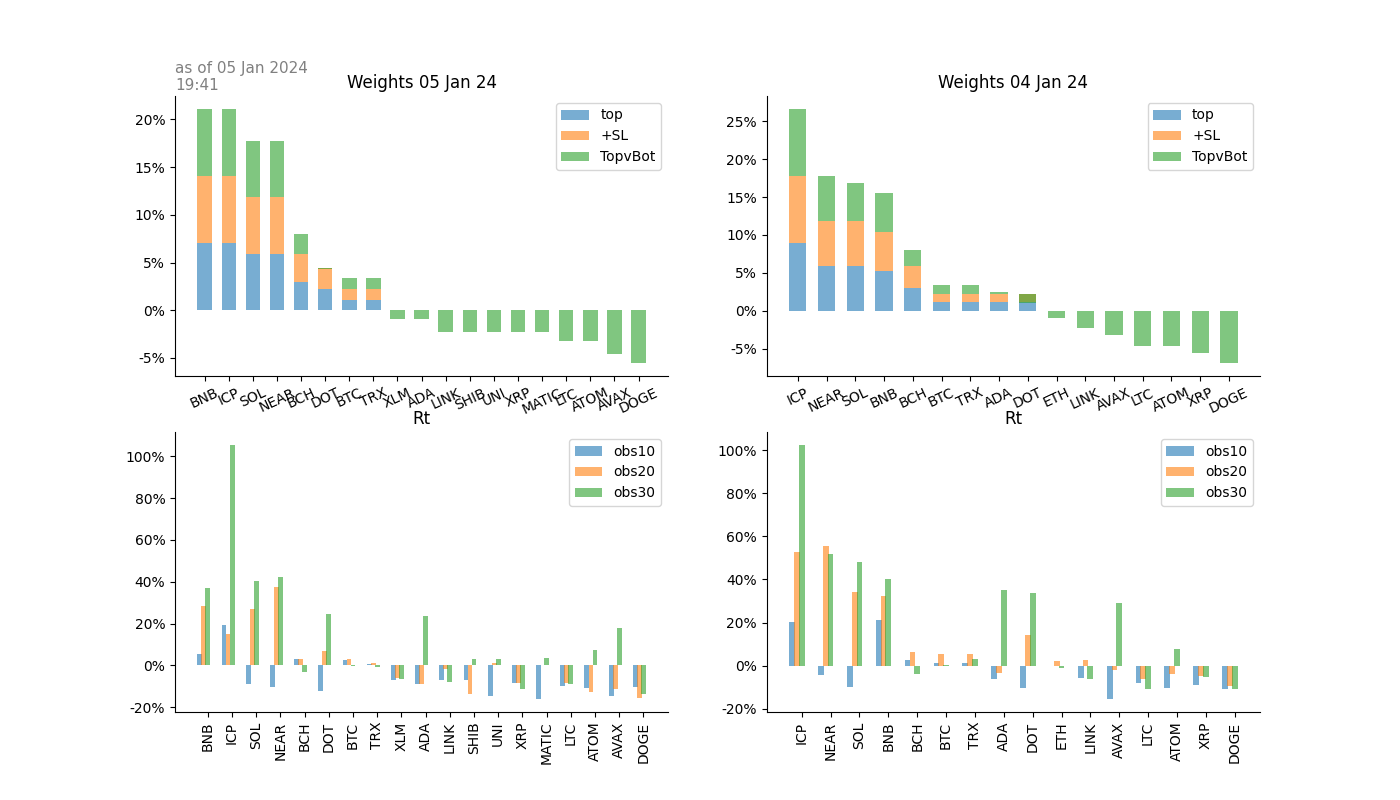 as of 05 Jan 2024
19:41
Weights 05 Jan 24
20%
15%
10%
5%
0%
-5%
top
+SL
TopvBot
BNB ICP SOL NEAR BCH DOT BTC TRX XLM ADA LINK SHIB UNI XRP MATIC LTC ATOM AVAX DOGE
Weights 04 Jan 24
25%
20%
15%
10%
5%
0%
-5%
top
+SL
TopvBot
ICP NEAR SOL BNB BCH BTC TRX ADA DOT ETH LINK AVAX LTC ATOM XRP DOGE
Rt
100%
80%
60%
40%
20%
0%
-20%
obs10
obs20
obs30
BNB ICP SOL NEAR BCH DOT BTC TRX XLM ADA LINK SHIB UNI XRP MATIC LTC ATOM AVAX DOGE
Rt
100%
80%
60%
40%
20%
0%
-20%
obs10
obs20
obs30
ICP NEAR SOL BNB BCH BTC TRX ADA DOT ETH LINK AVAX LTC ATOM XRP DOGE